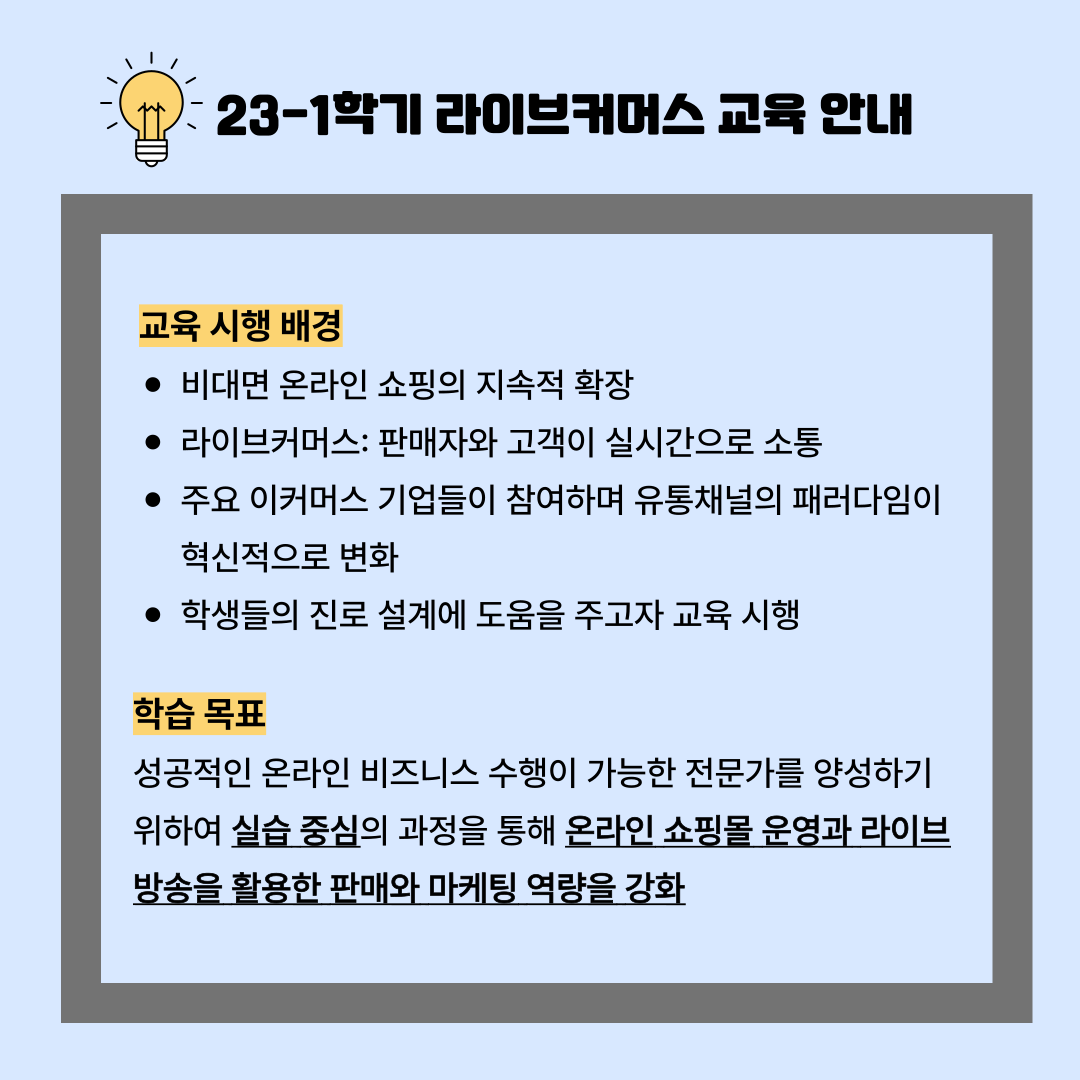 23-1학기 라이브커머스 교육 안내
교육 시행 배경
• 비대면 온라인 쇼핑의 지속적 확장
• 라이브커머스: 판매자와 고객이 실시간으로 소통
• 주요 이커머스 기업들이 참여하며 유통채널의 패러다임이
혁신적으로 변화
• 학생들의 진로 설계에 도움을 주고자 교육 시행
학습 목표
성공적인 온라인 비즈니스 수행이 가능한 전문가를 양성하기
위하여 실습 중심의 과정을 통해 온라인 쇼핑몰 운영과 라이브
방송을 활용한 판매와 마케팅 역량을 강화